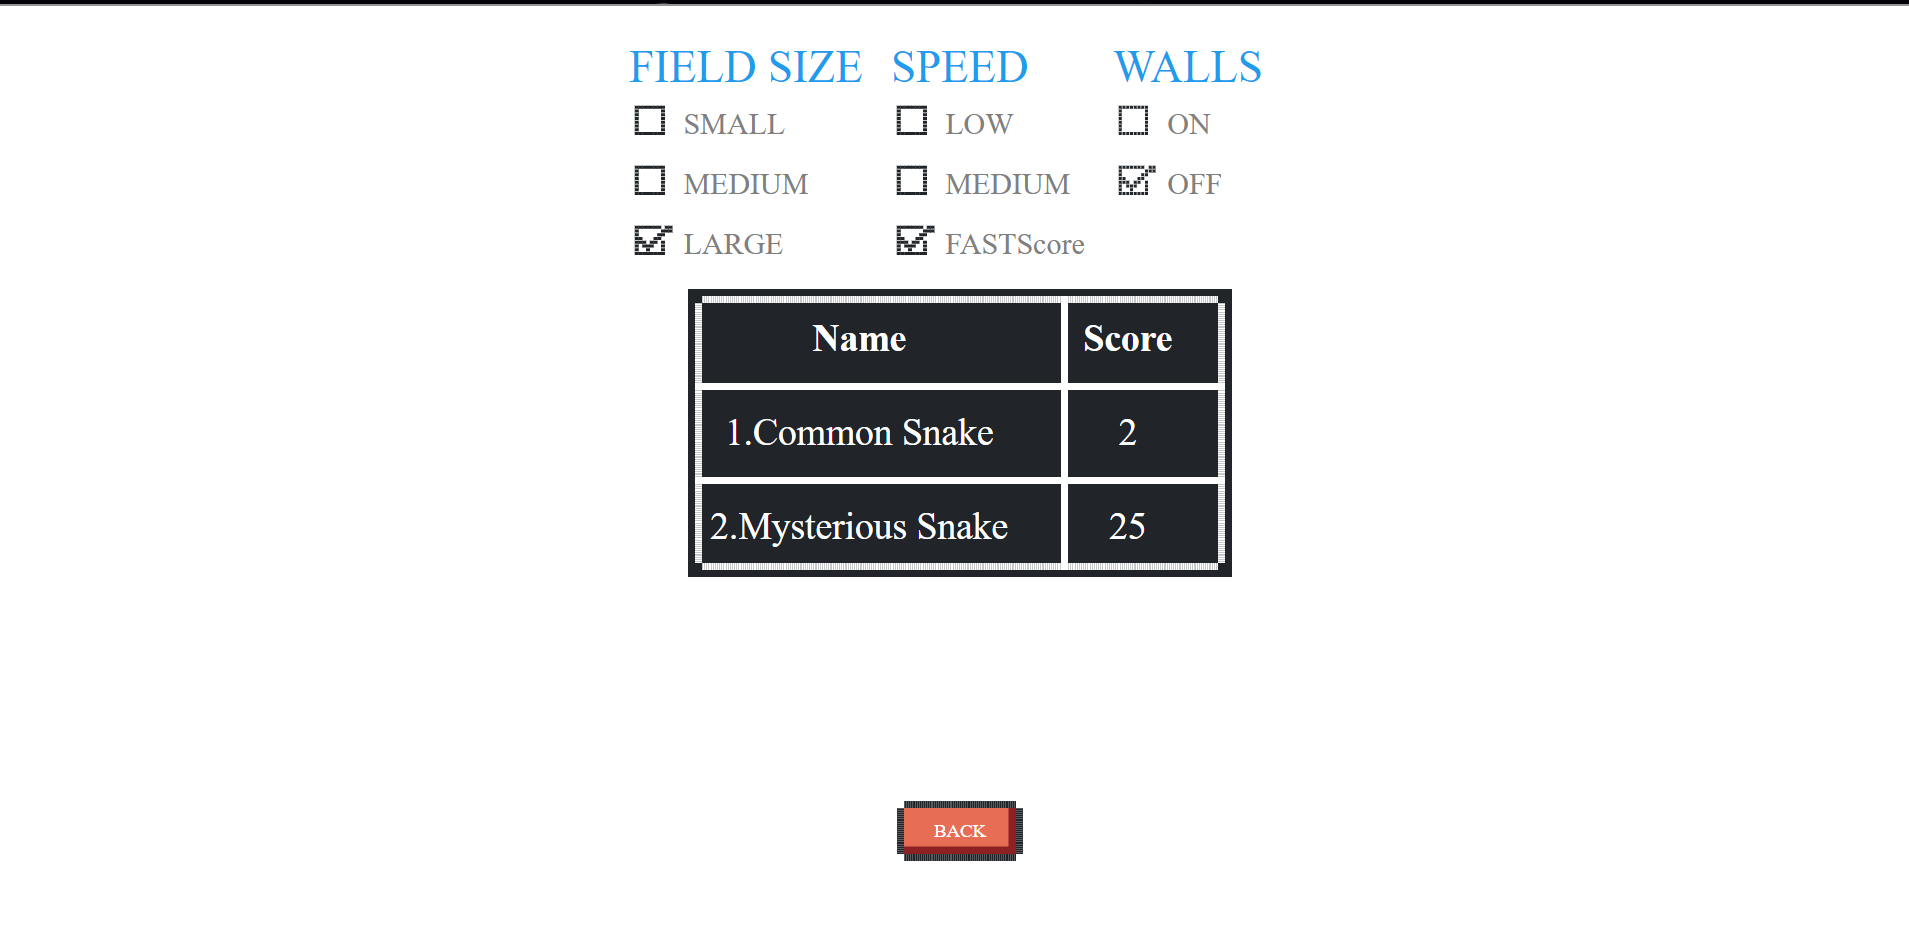 FIELD SIZE SPEED WALLS
SMALL LOW ON
MEDIUM MEDIUM OFF
LARGE FASTScore
Name Score
1.Common Snake 2
2.Mysterious Snake 25
BACK